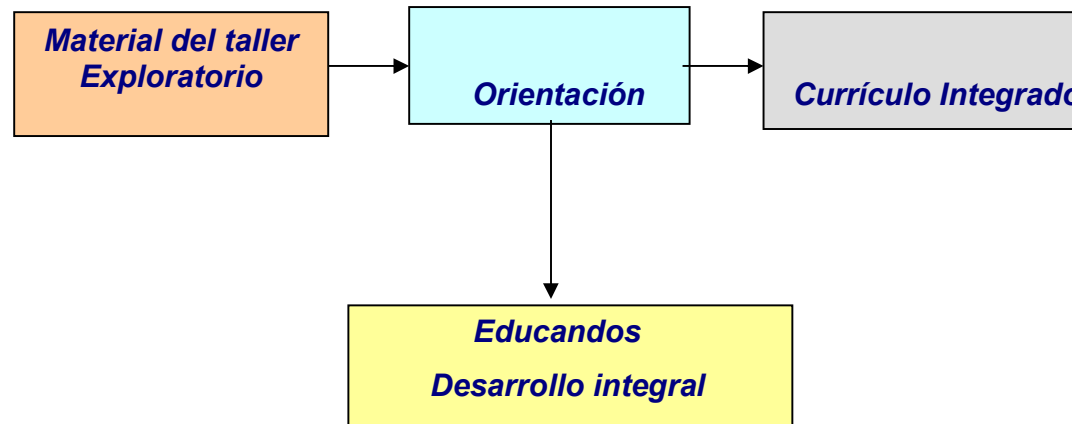 Material del taller
Exploratorio
Orientación
Currículo Integrado
Educandos
Desarrollo integral